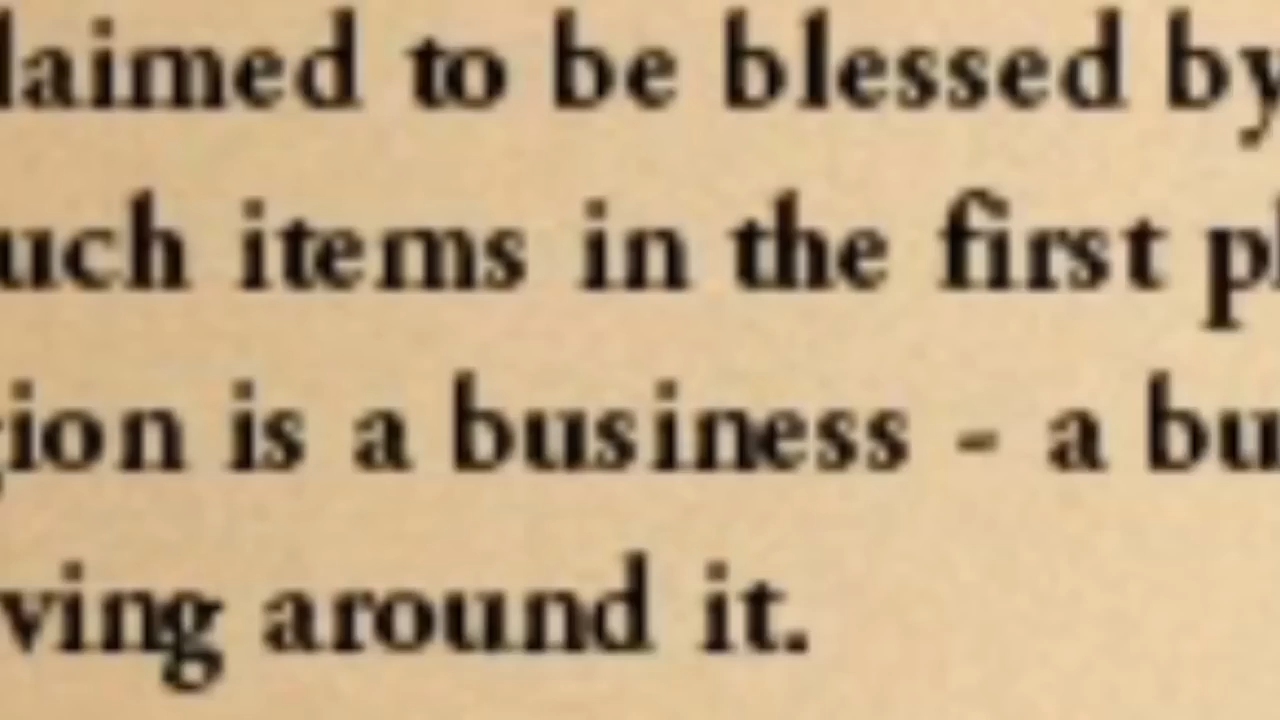 laimed to be blessed by
uch items in the first pl
gion is a business - a bu
ving around it.